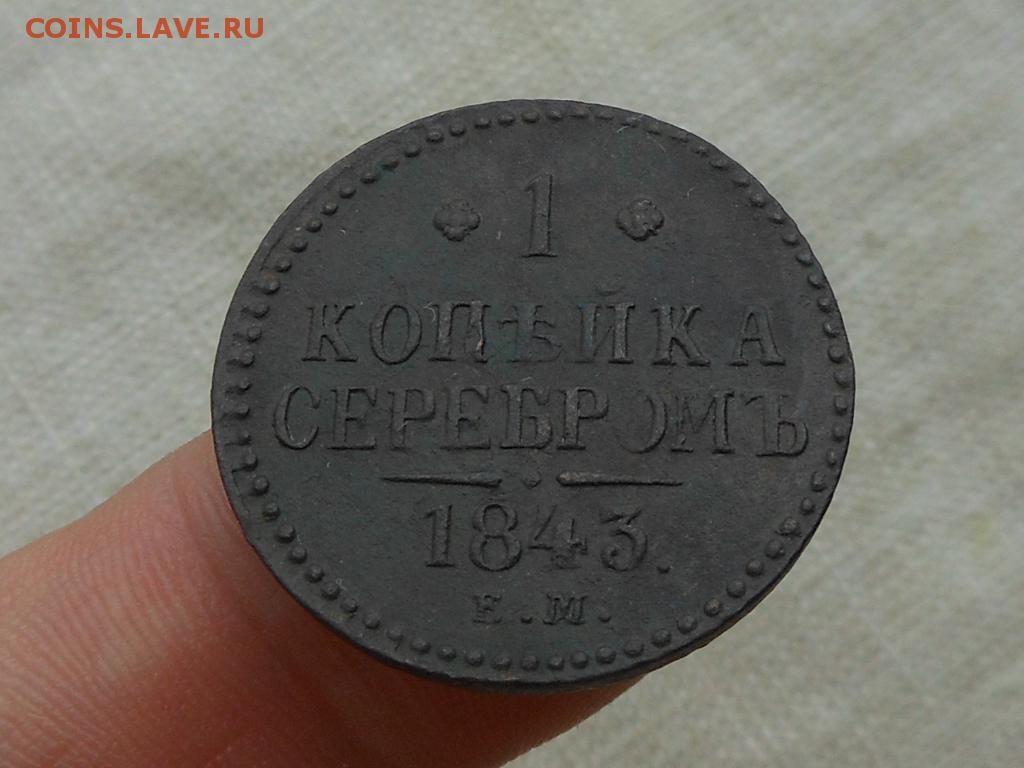 COINS.LAVE.RU
1
КОПѢЙКА
СЕРЕБРОМЪ
1843.
Е.М.